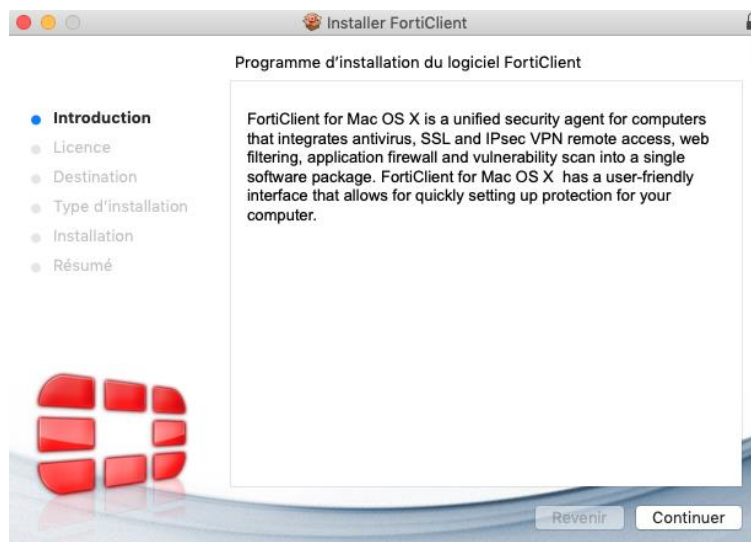 Installer FortiClient
Programme d'installation du logiciel FortiClient
Introduction
Licence
Destination
Type d'installation
Installation
Résumé
FortiClient for Mac OS X is a unified security agent for computers
that integrates antivirus, SSL and IPsec VPN remote access, web
filtering, application firewall and vulnerability scan into a single
software package. FortiClient for Mac OS X  has a user-friendly
interface that allows for quickly setting up protection for your
computer.
Revenir
Continuer